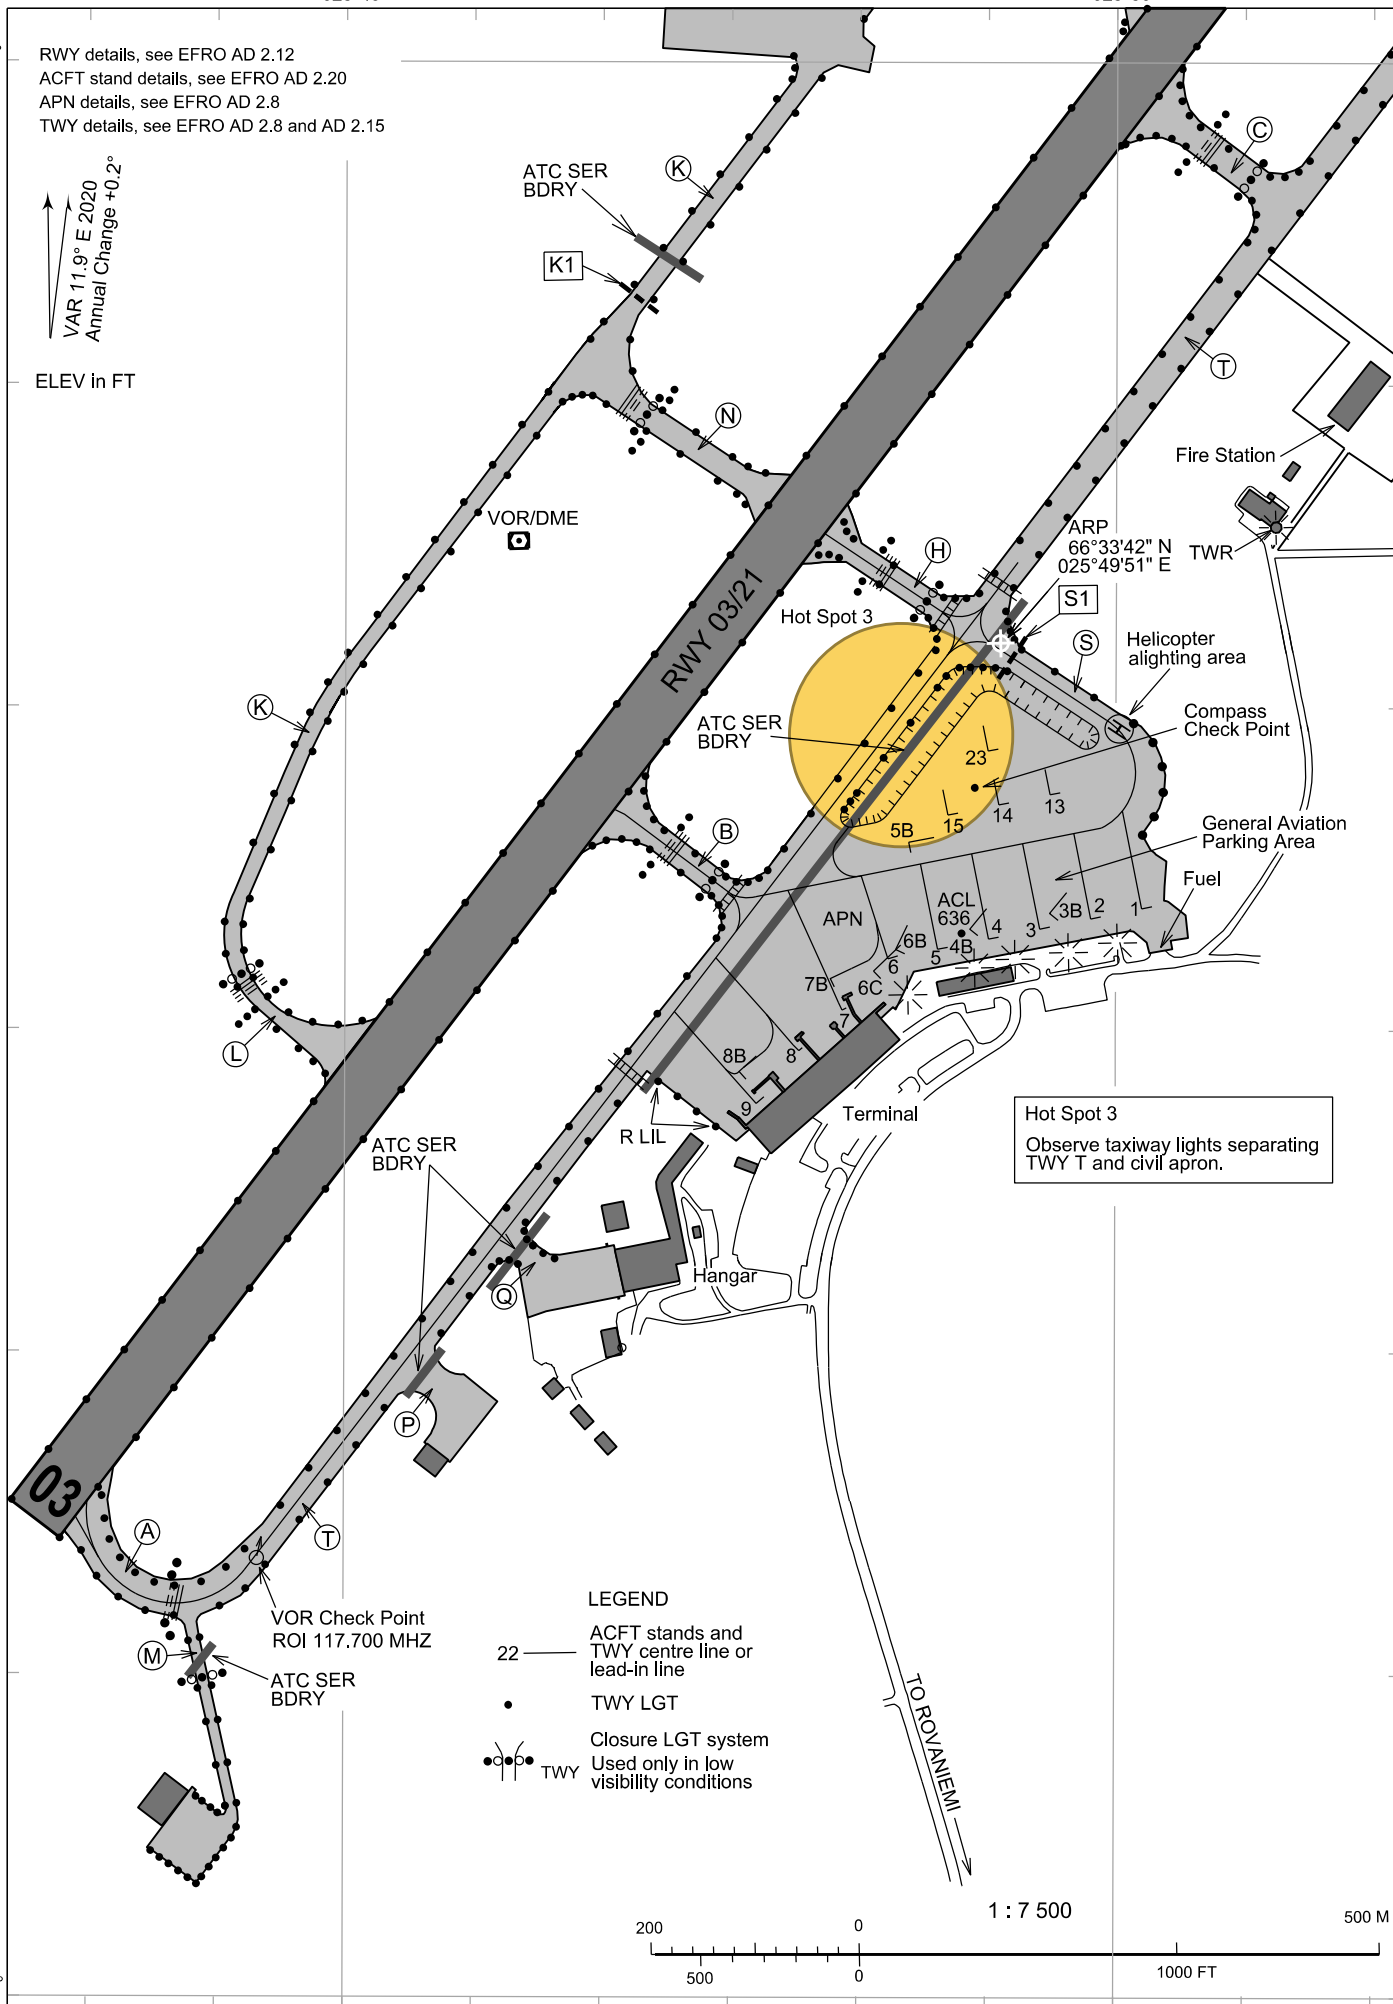 RWY details, see EFRO AD 2.12
ACFT stand details, see EFRO AD 2.20
APN details, see EFRO AD 2.8
TWY details, see EFRO AD 2.8 and AD 2.15
VAR 11.9° E 2020
Annual Change +0.2°
ELEV in FT
ATC SER
BDRY
K
K1
C
T
N
VOR/DME
Fire Station
TWR
ARP
66°33'42" N
025°49'51" E
S1
H
S
Hot Spot 3
RWY 03/21
Helicopter
alighting area
H
Compass
Check Point
K
ATC SER
BDRY
23
13
14
15
5B
B
General Aviation
Parking Area
Fuel
APN
ACL
636
1
2
3B
3
4
4B
5
6B
6
6C
7B
7
8B
8
9
L
R LIL
Terminal
Hot Spot 3
Observe taxiway lights separating
TWY T and civil apron.
ATC SER
BDRY
Hangar
Q
P
03
A
T
VOR Check Point
ROI 117.700 MHZ
M
ATC SER
BDRY
LEGEND
22
ACFT stands and
TWY centre line or
lead-in line
TWY LGT
TWY
Closure LGT system
Used only in low
visibility conditions
TO ROVANIEMI
1 : 7 500
200
0
500 M
500
0
1000 FT